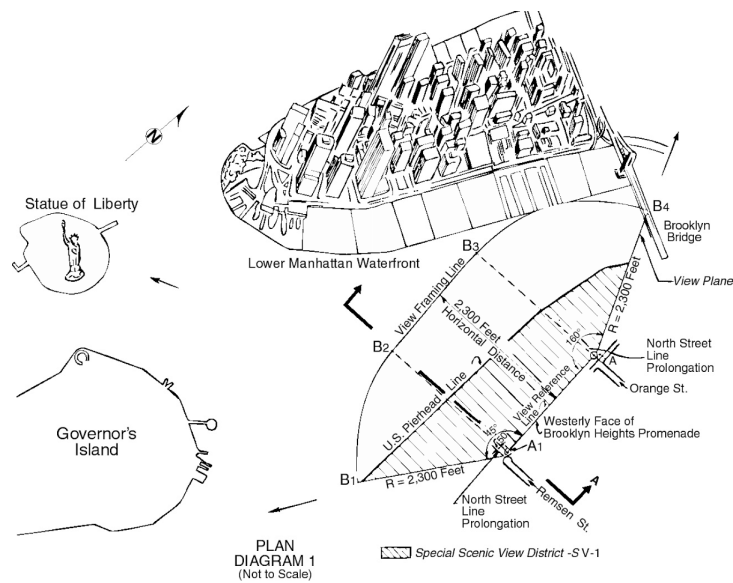 N
Statue of Liberty
Lower Manhattan Waterfront
B4
Brooklyn
Bridge
View Plane
B3
View Framing Line
2,300 Feet
Horizontal Distance
R = 2,300 Feet
B2
160°
A
North Street
Line
Prolongation
Orange St.
U.S. Pierhead Line
View Reference
Line
Governor's
Island
45°
A1
Westerly Face of
Brooklyn Heights Promenade
B1
R = 2,300 Feet
A
Remsen St.
North Street
Line
Prolongation
PLAN
DIAGRAM 1
(Not to Scale)
Special Scenic View District -S V-1